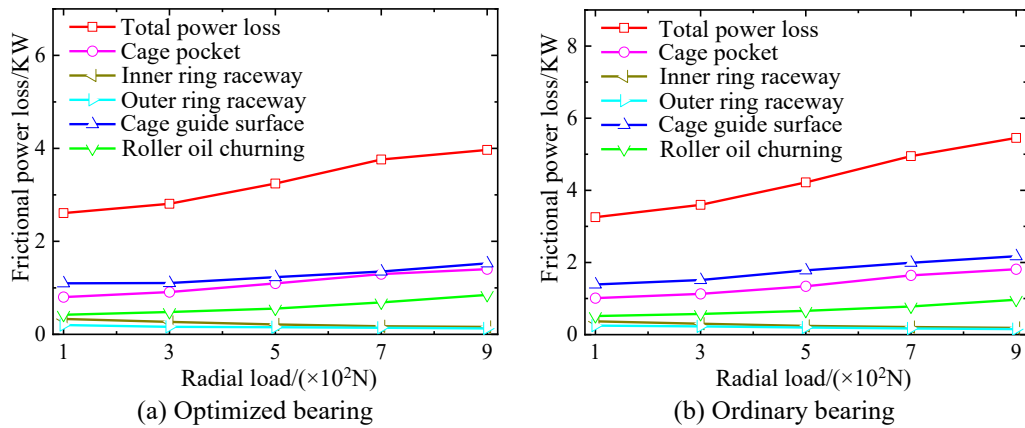 Frictional power loss/KW
6
4
2
0
Total power loss
Cage pocket
Inner ring raceway
Outer ring raceway
Cage guide surface
Roller oil churning
1 3 5 7 9
Radial load/(×10²N)
(a) Optimized bearing
Frictional power loss/KW
8
6
4
2
0
Total power loss
Cage pocket
Inner ring raceway
Outer ring raceway
Cage guide surface
Roller oil churning
1 3 5 7 9
Radial load/(×10²N)
(b) Ordinary bearing